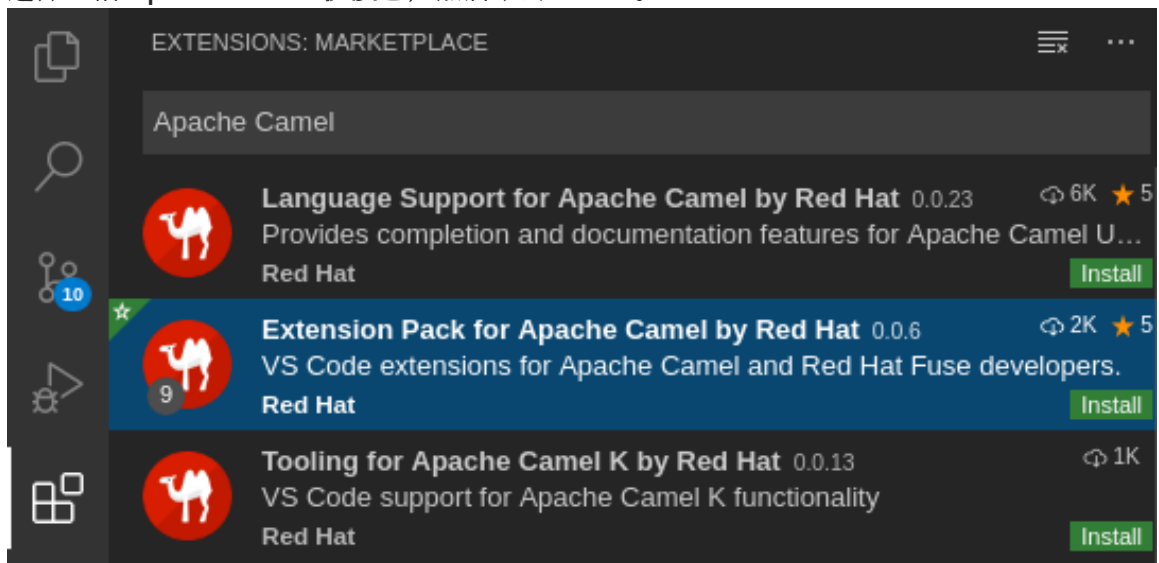 EXTENSIONS: MARKETPLACE
Apache Camel
Language Support for Apache Camel by Red Hat 0.0.23 6K ★ 5
Provides completion and documentation features for Apache Camel U...
Red Hat Install
10
Extension Pack for Apache Camel by Red Hat 0.0.6 2K ★ 5
VS Code extensions for Apache Camel and Red Hat Fuse developers.
9
Red Hat Install
Tooling for Apache Camel K by Red Hat 0.0.13 1K
VS Code support for Apache Camel K functionality
Red Hat Install